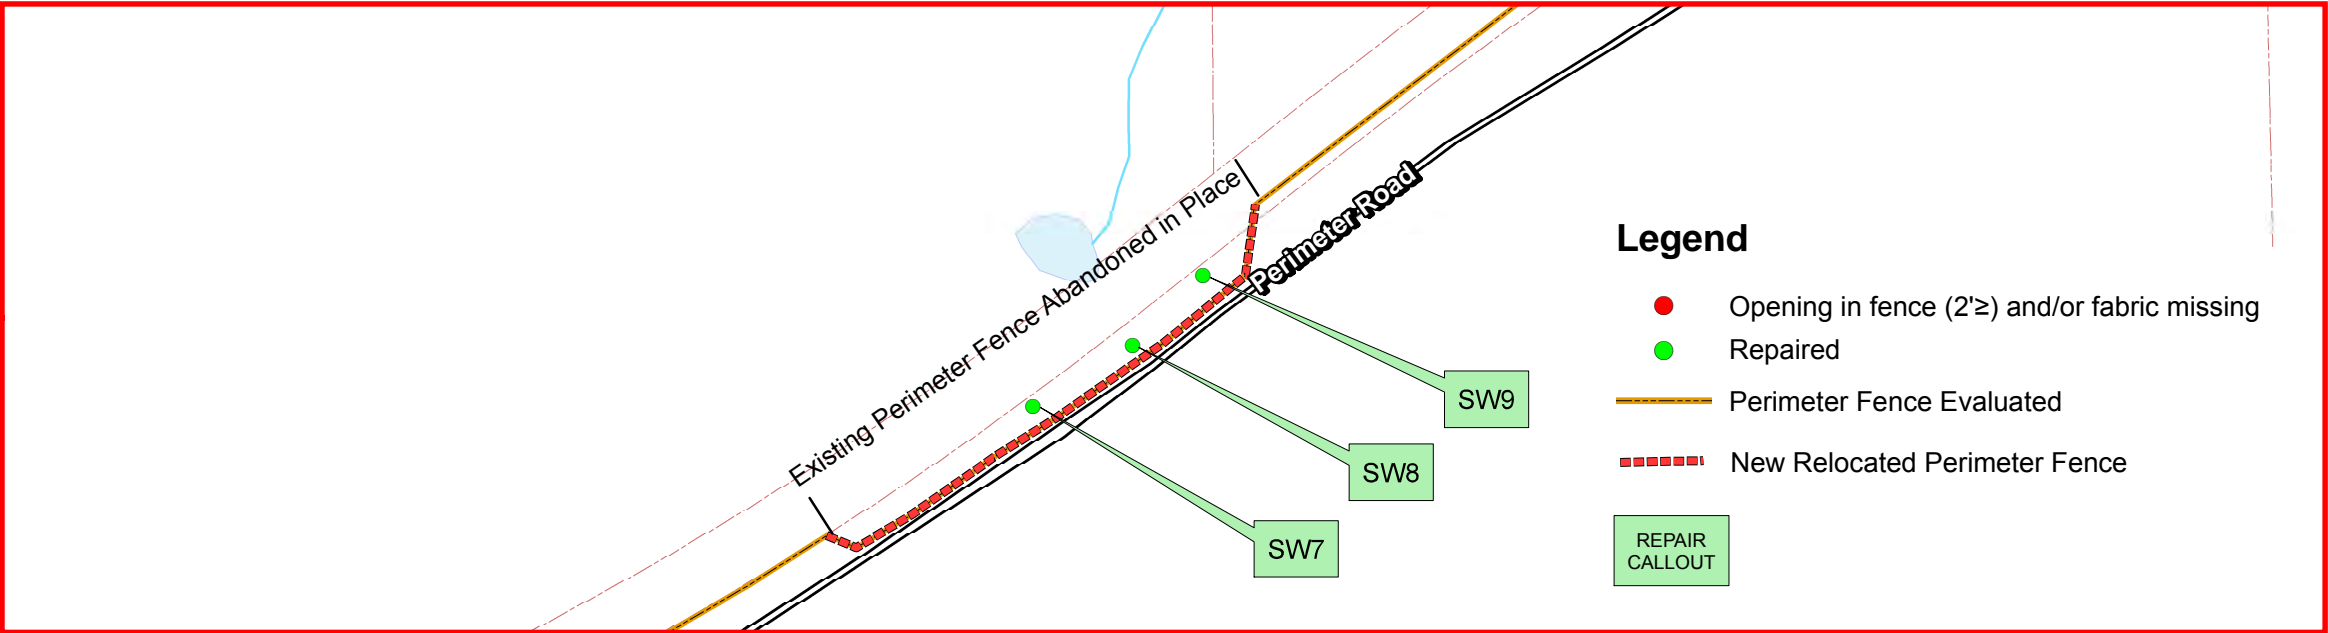 Existing Perimeter Fence Abandoned in Place
Perimeter Road
SW9
SW8
SW7
Legend
Opening in fence (2'≥) and/or fabric missing
Repaired
Perimeter Fence Evaluated
New Relocated Perimeter Fence
REPAIR
CALLOUT